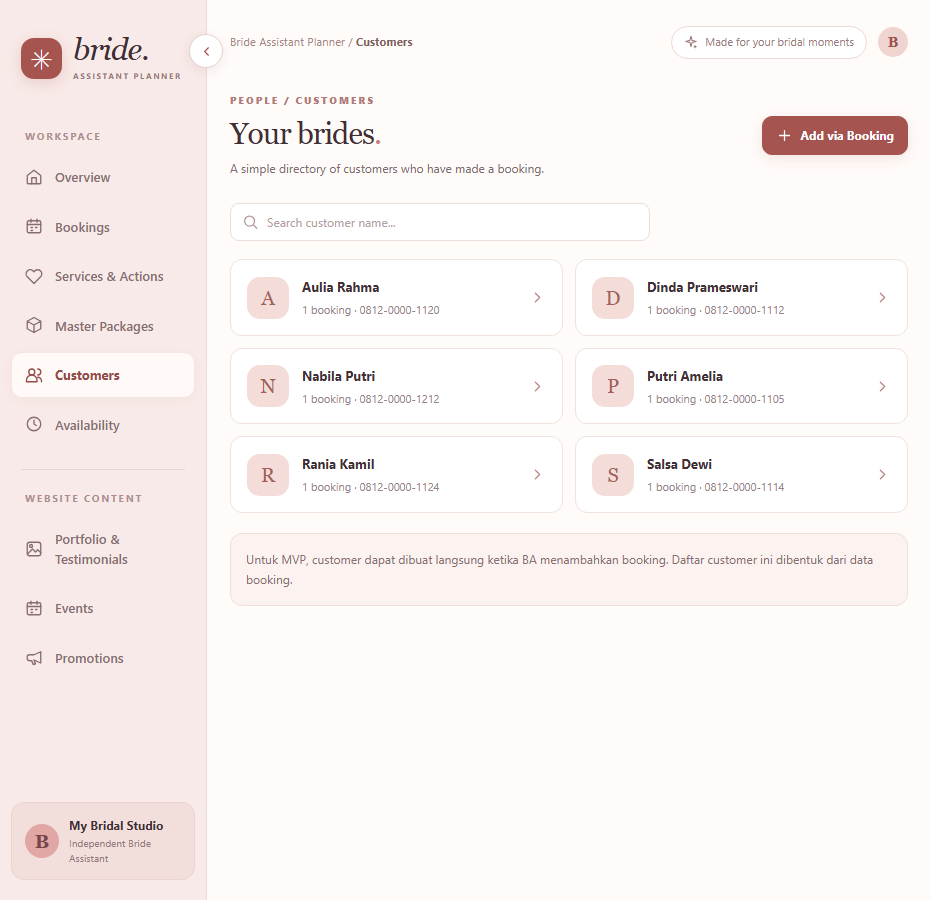 bride.
ASSISTANT PLANNER
WORKSPACE
Overview
Bookings
Services & Actions
Master Packages
Customers
Availability
WEBSITE CONTENT
Portfolio &
Testimonials
Events
Promotions
B
My Bridal Studio
Independent Bride
Assistant
Bride Assistant Planner / Customers
Made for your bridal moments
B
PEOPLE / CUSTOMERS
Your brides.
A simple directory of customers who have made a booking.
Add via Booking
Search customer name...
A
Aulia Rahma
1 booking · 0812-0000-1120
D
Dinda Prameswari
1 booking · 0812-0000-1112
N
Nabila Putri
1 booking · 0812-0000-1212
P
Putri Amelia
1 booking · 0812-0000-1105
R
Rania Kamil
1 booking · 0812-0000-1124
S
Salsa Dewi
1 booking · 0812-0000-1114
Untuk MVP, customer dapat dibuat langsung ketika BA menambahkan booking. Daftar customer ini dibentuk dari data
booking.